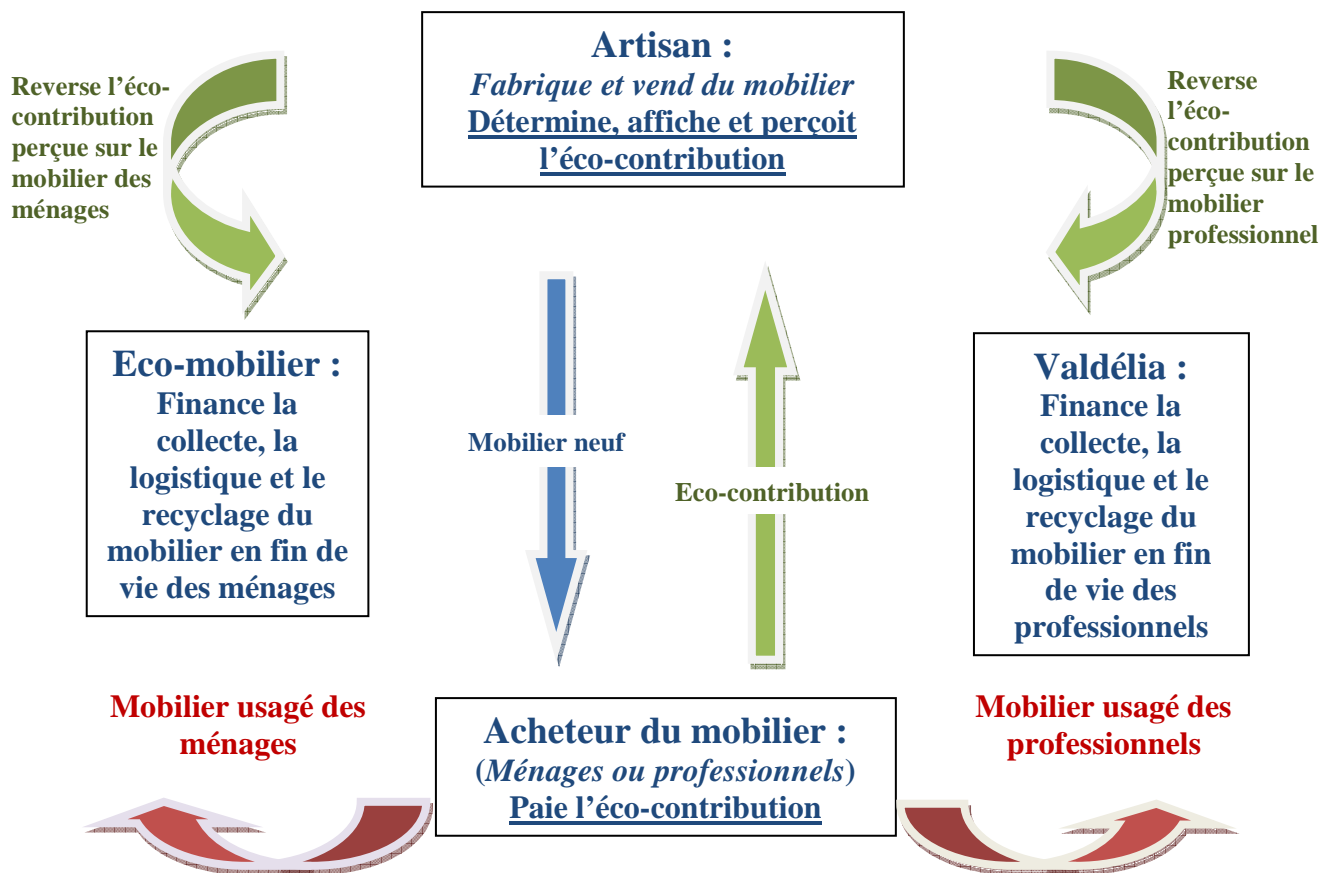 Artisan :
Fabrique et vend du mobilier
Détermine, affiche et perçoit
l’éco-contribution
Reverse l’éco-
contribution
perçue sur le
mobilier des
ménages
Reverse
l’éco-
contribution
perçue sur le
mobilier
professionnel
Eco-mobilier :
Finance la
collecte, la
logistique et le
recyclage du
mobilier en fin de
vie des ménages
Mobilier neuf
Eco-contribution
Valdélia :
Finance la
collecte, la
logistique et le
recyclage du
mobilier en fin
de vie des
professionnels
Mobilier usagé des
ménages
Acheteur du mobilier :
(Ménages ou professionnels)
Paie l’éco-contribution
Mobilier usagé des
professionnels